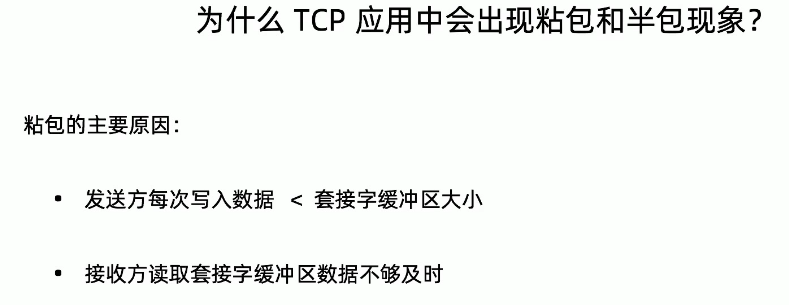 为什么 TCP 应用中会出现粘包和半包现象？
粘包的主要原因：
• 发送方每次写入数据 < 套接字缓冲区大小
• 接收方读取套接字缓冲区数据不够及时